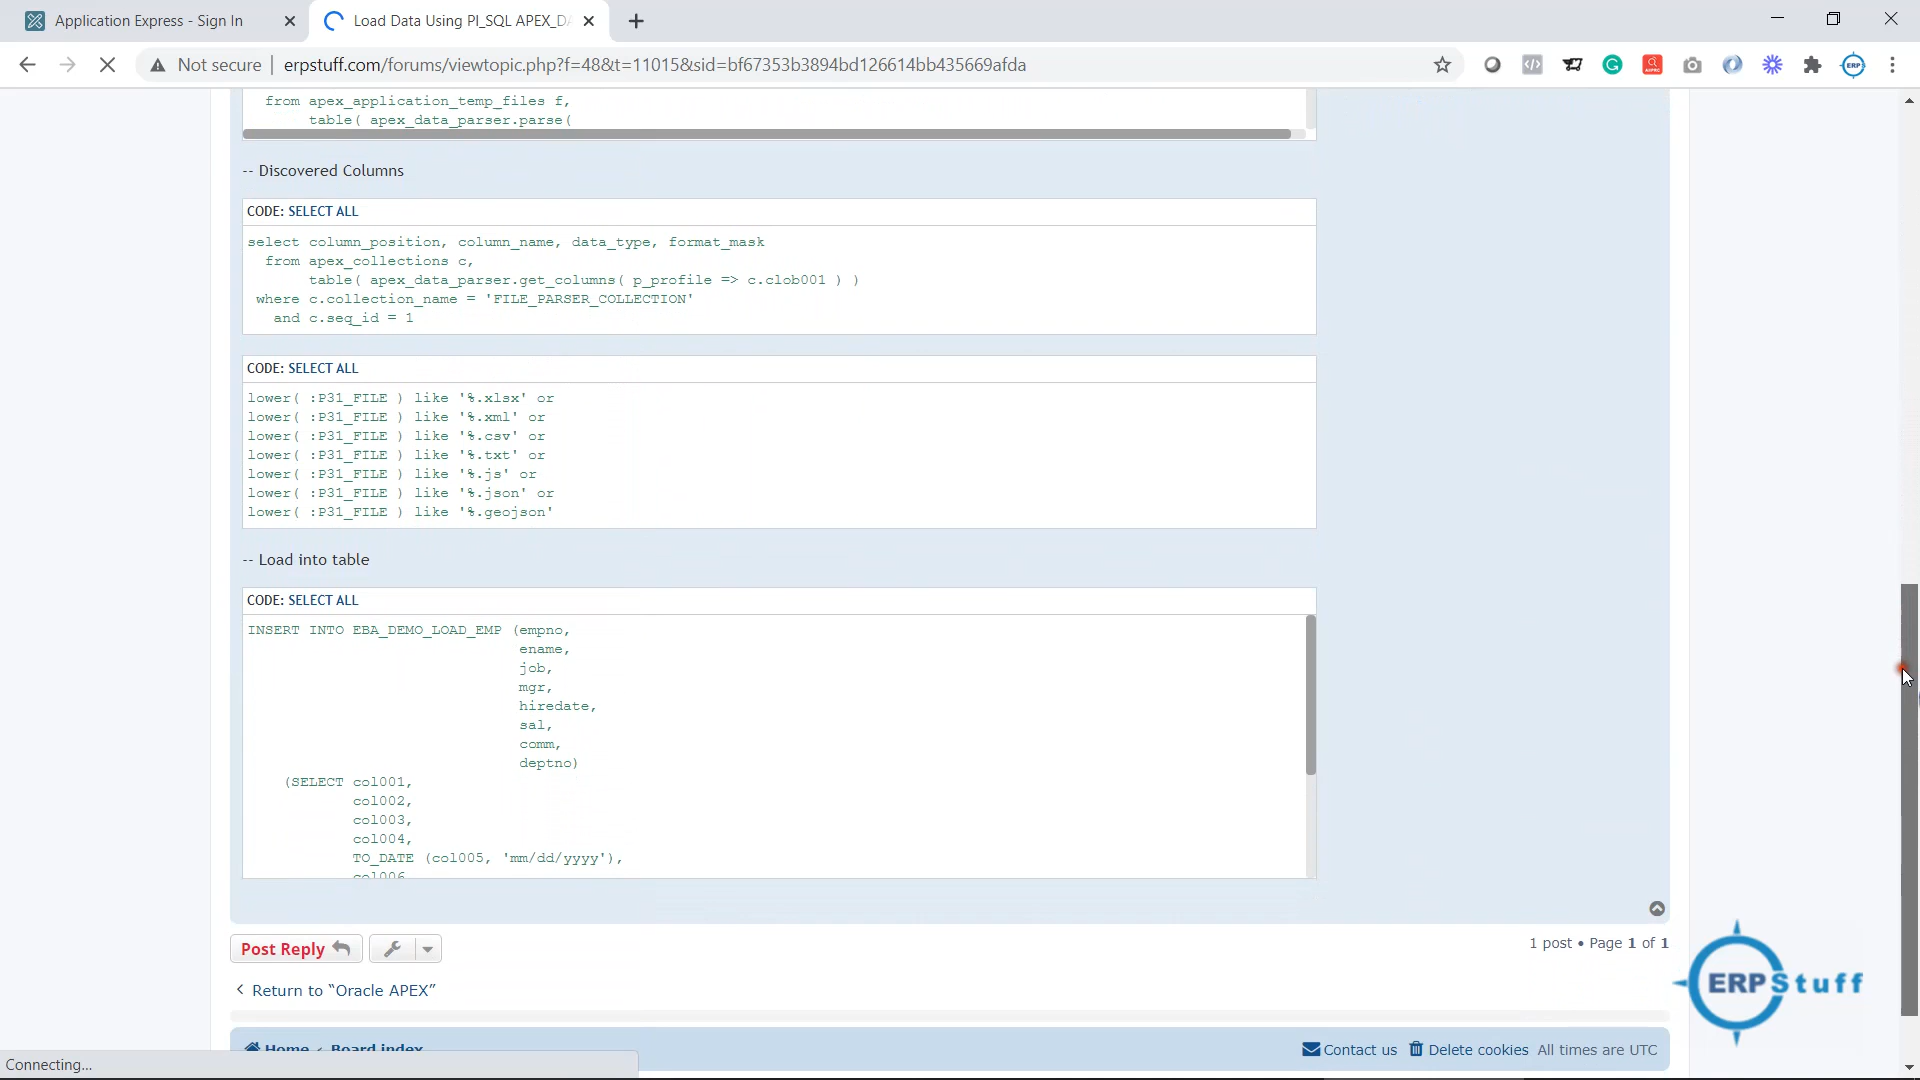 Application Express - Sign In
Load Data Using Pl_SQL APEX_DA
Not secure
erpstuff.com/forums/viewtopic.php?f=48&t=11015&sid=bf67353b3894bd126614bb435669afda
from apex_application_temp_files f,
table( apex_data_parser.parse(
-- Discovered Columns
CODE: SELECT ALL
select column_position, column_name, data_type, format_mask
from apex_collections c,
table( apex_data_parser.get_columns( p_profile => c.clob001 ) )
where c.collection_name = 'FILE_PARSER_COLLECTION'
and c.seq_id = 1
CODE: SELECT ALL
lower( :P31_FILE ) like '%.xlsx' or
lower( :P31_FILE ) like '%.xml' or
lower( :P31_FILE ) like '%.csv' or
lower( :P31_FILE ) like '%.txt' or
lower( :P31_FILE ) like '%.js' or
lower( :P31_FILE ) like '%.json' or
lower( :P31_FILE ) like '%.geojson'
-- Load into table
CODE: SELECT ALL
INSERT INTO EBA_DEMO_LOAD_EMP (empno,
ename,
job,
mgr,
hiredate,
sal,
comm,
deptno)
(SELECT col001,
col002,
col003,
col004,
TO_DATE (col005, 'mm/dd/yyyy'),
col006
Post Reply
1 post • Page 1 of 1
Return to “Oracle APEX”
ERPStuff
Home ‹ Board index
Contact us Delete cookies All times are UTC
Connecting...